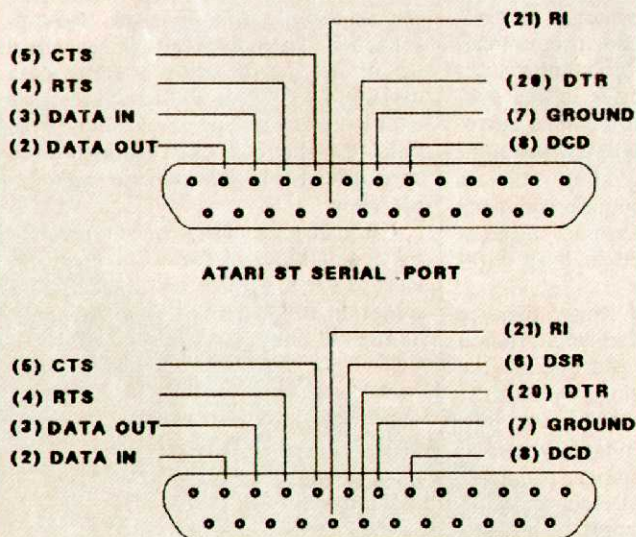 (21) RI
(5) CTS
(4) RTS
(20) DTR
(3) DATA IN
(7) GROUND
(2) DATA OUT
(8) DCD
ATARI ST SERIAL .PORT
(21) RI
(5) CTS
(6) DSR
(4) RTS
(20) DTR
(3) DATA OUT
(7) GROUND
(2) DATA IN
(8) DCD